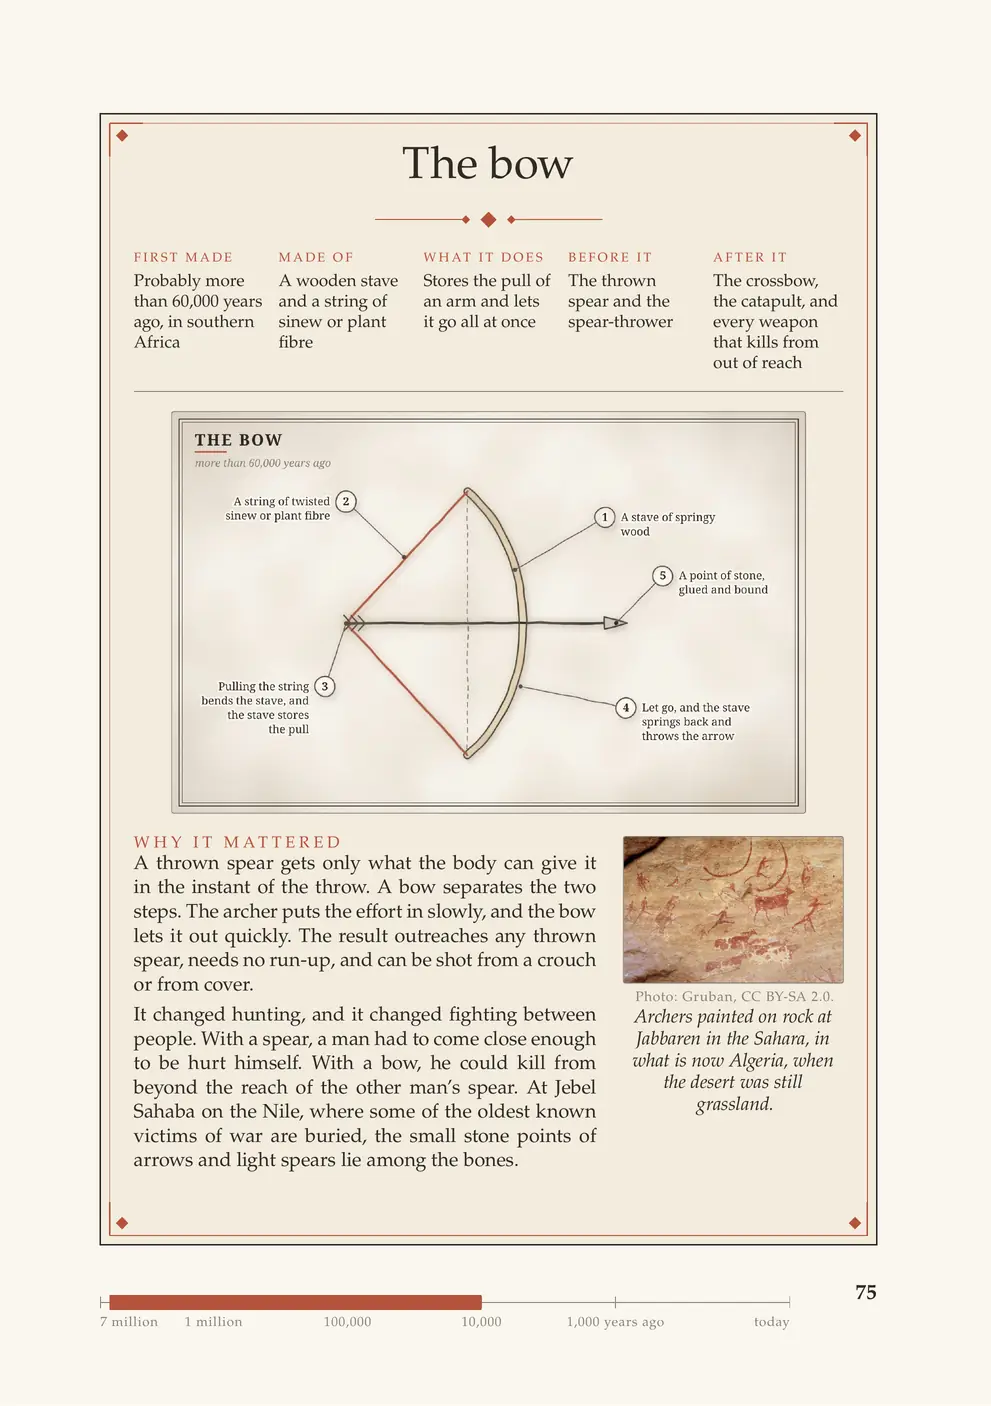 The bow
FIRST MADE
Probably more
than 60,000 years
ago, in southern
Africa
MADE OF
A wooden stave
and a string of
sinew or plant
fibre
WHAT IT DOES
Stores the pull of
an arm and lets
it go all at once
BEFORE IT
The thrown
spear and the
spear-thrower
AFTER IT
The crossbow,
the catapult, and
every weapon
that kills from
out of reach
THE BOW
more than 60,000 years ago
A string of twisted
sinew or plant fibre
2
1
A stave of springy
wood
5
A point of stone,
glued and bound
Pulling the string
bends the stave, and
the stave stores
the pull
3
4
Let go, and the stave
springs back and
throws the arrow
WHY IT MATTERED
A thrown spear gets only what the body can give it
in the instant of the throw. A bow separates the two
steps. The archer puts the effort in slowly, and the bow
lets it out quickly. The result outreaches any thrown
spear, needs no run-up, and can be shot from a crouch
or from cover.
It changed hunting, and it changed fighting between
people. With a spear, a man had to come close enough
to be hurt himself. With a bow, he could kill from
beyond the reach of the other man's spear. At Jebel
Sahaba on the Nile, where some of the oldest known
victims of war are buried, the small stone points of
arrows and light spears lie among the bones.
Photo: Gruban, CC BY-SA 2.0.
Archers painted on rock at
Jabbaren in the Sahara, in
what is now Algeria, when
the desert was still
grassland.
75
7 million
1 million
100,000
10,000
1,000 years ago
today